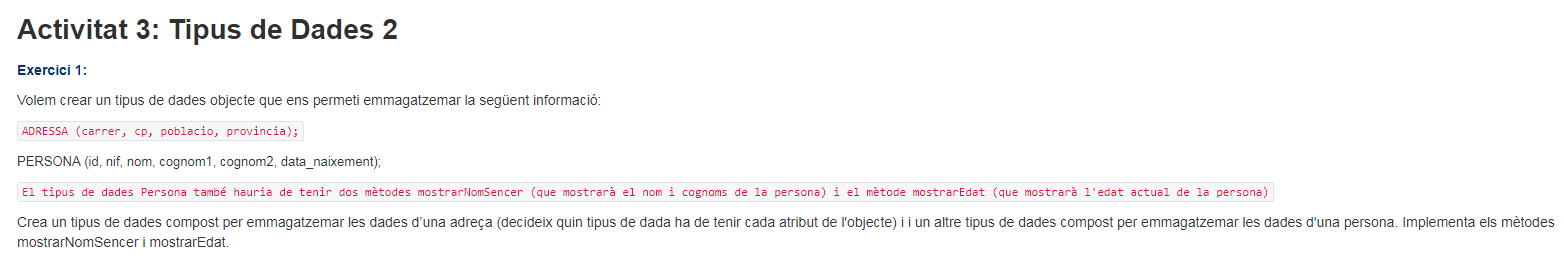 Activitat 3: Tipus de Dades 2
Exercici 1:
Volem crear un tipus de dades objecte que ens permeti emmagatzemar la següent informació:
ADRESSA (carrer, cp, poblacio, provincia);
PERSONA (id, nif, nom, cognom1, cognom2, data_naixement);
El tipus de dades Persona també hauria de tenir dos mètodes mostrarNomSencer (que mostrarà el nom i cognoms de la persona) i el mètode mostrarEdat (que mostrarà l'edat actual de la persona)
Crea un tipus de dades compost per emmagatzemar les dades d’una adreça (decideix quin tipus de dada ha de tenir cada atribut de l'objecte) i i un altre tipus de dades compost per emmagatzemar les dades d'una persona. Implementa els mètodes
mostrarNomSencer i mostrarEdat.